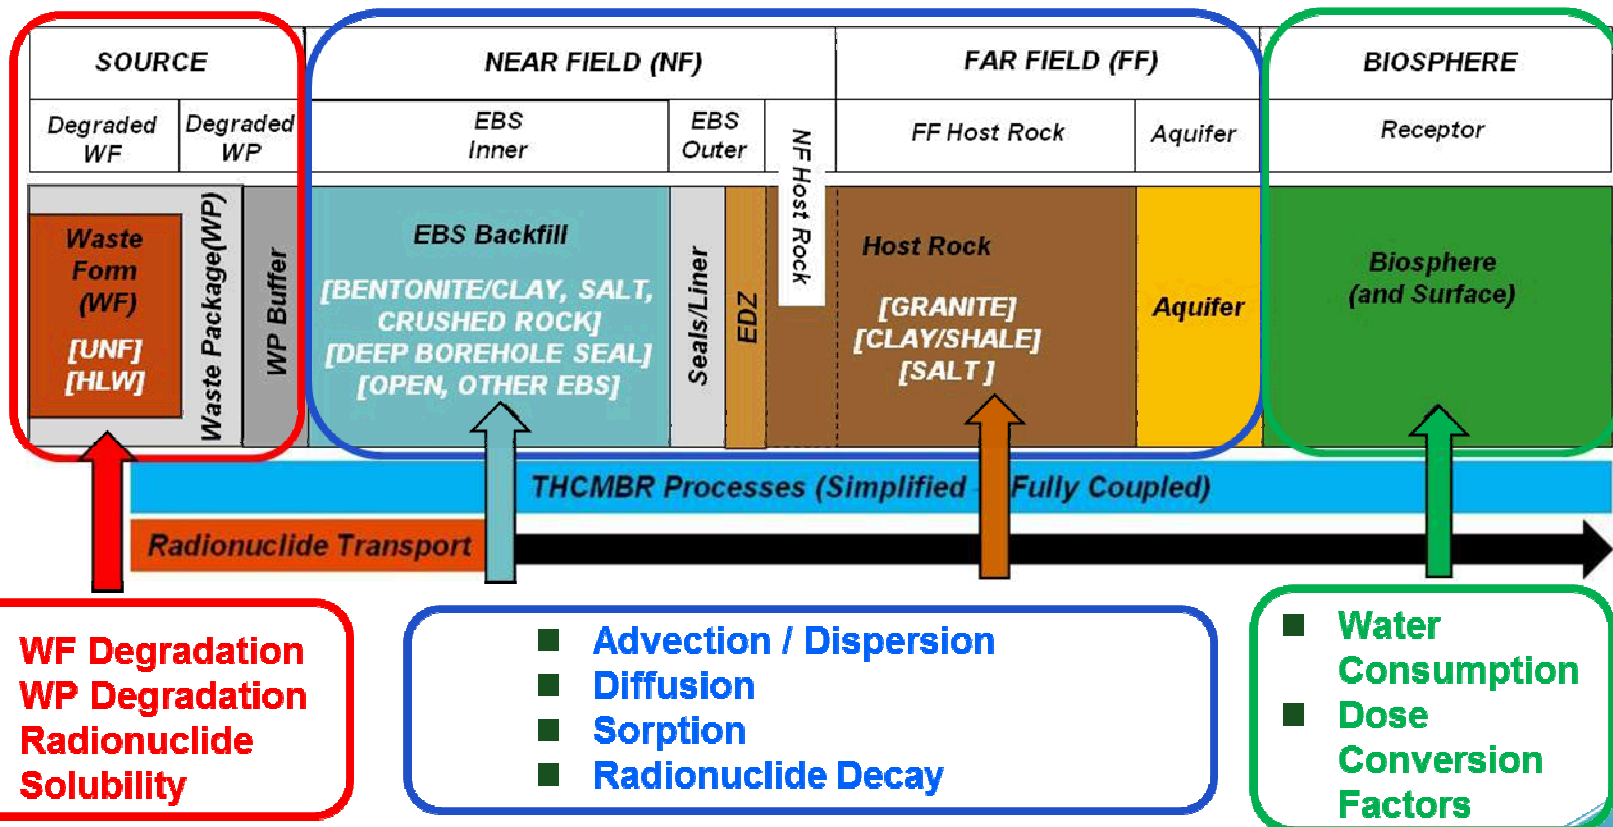 SOURCE
NEAR FIELD (NF)
FAR FIELD (FF)
BIOSPHERE
Degraded
WF
Degraded
WP
EBS
Inner
EBS
Outer
NF Host Rock
FF Host Rock
Aquifer
Receptor
Waste
Form
(WF)
[UNF]
[HLW]
Waste Package(WP)
WP Buffer
EBS Backfill
[BENTONITE/CLAY, SALT,
CRUSHED ROCK]
[DEEP BOREHOLE SEAL]
[OPEN, OTHER EBS]
Seals/Liner
EDZ
Host Rock
[GRANITE]
[CLAY/SHALE]
[SALT ]
Aquifer
Biosphere
(and Surface)
THCMBR Processes (Simplified - Fully Coupled)
Radionuclide Transport
WF Degradation
WP Degradation
Radionuclide
Solubility
Advection / Dispersion
Diffusion
Sorption
Radionuclide Decay
Water
Consumption
Dose
Conversion
Factors